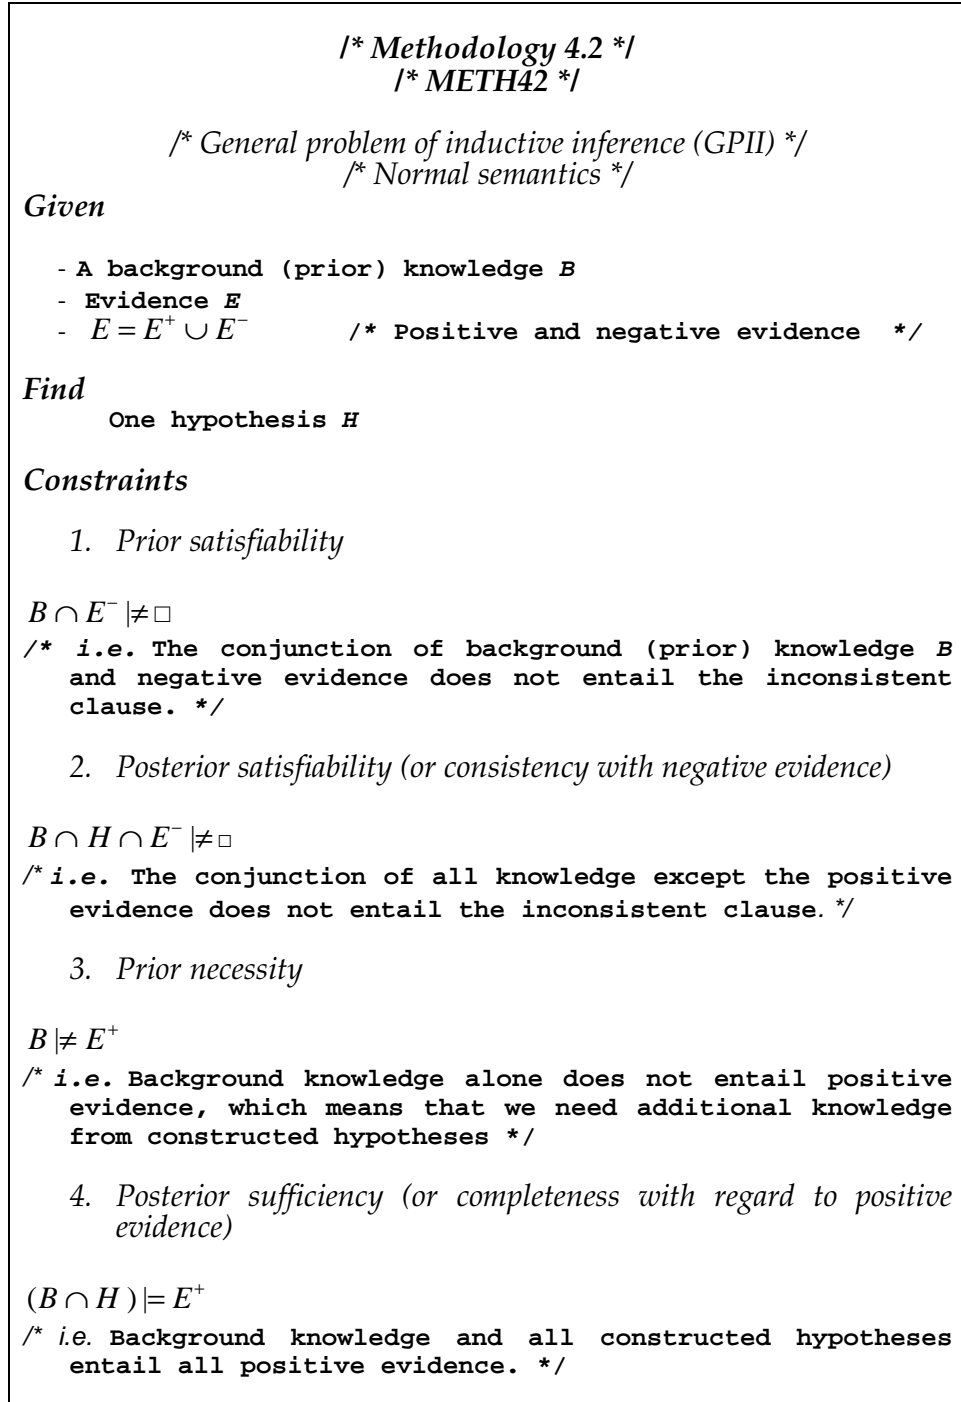 /* Methodology 4.2 */
/* METH42 */
/* General problem of inductive inference (GPII) */
/* Normal semantics */
Given
- A background (prior) knowledge B
- Evidence E
- E = E⁺ ∪ E⁻ /* Positive and negative evidence */
Find
One hypothesis H
Constraints
1. Prior satisfiability
B ∩ E⁻ |≠ □
/* i.e. The conjunction of background (prior) knowledge B
and negative evidence does not entail the inconsistent
clause. */
2. Posterior satisfiability (or consistency with negative evidence)
B ∩ H ∩ E⁻ |≠ □
/* i.e. The conjunction of all knowledge except the positive
evidence does not entail the inconsistent clause. */
3. Prior necessity
B |≠ E⁺
/* i.e. Background knowledge alone does not entail positive
evidence, which means that we need additional knowledge
from constructed hypotheses */
4. Posterior sufficiency (or completeness with regard to positive
evidence)
(B ∩ H ) |= E⁺
/* i.e. Background knowledge and all constructed hypotheses
entail all positive evidence. */